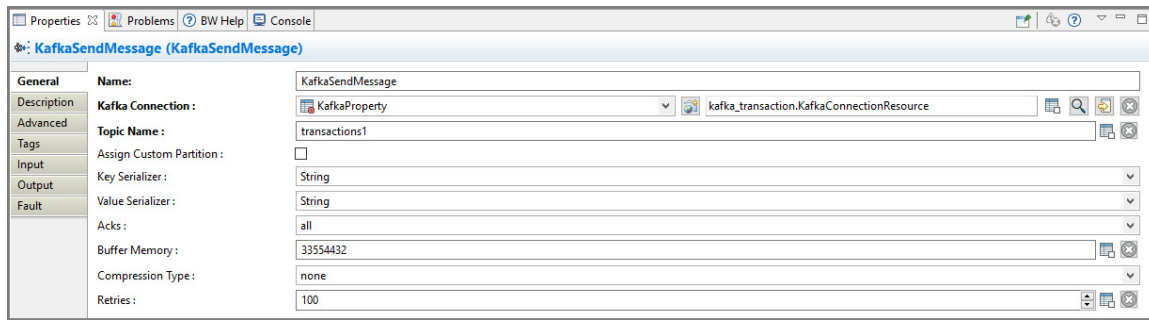 Properties Problems BW Help Console
KafkaSendMessage (KafkaSendMessage)
General
Description
Advanced
Tags
Input
Output
Fault
Name: KafkaSendMessage
Kafka Connection : KafkaProperty kafka_transaction.KafkaConnectionResource
Topic Name : transactions1
Assign Custom Partition :
Key Serializer : String
Value Serializer : String
Acks : all
Buffer Memory : 33554432
Compression Type : none
Retries : 100